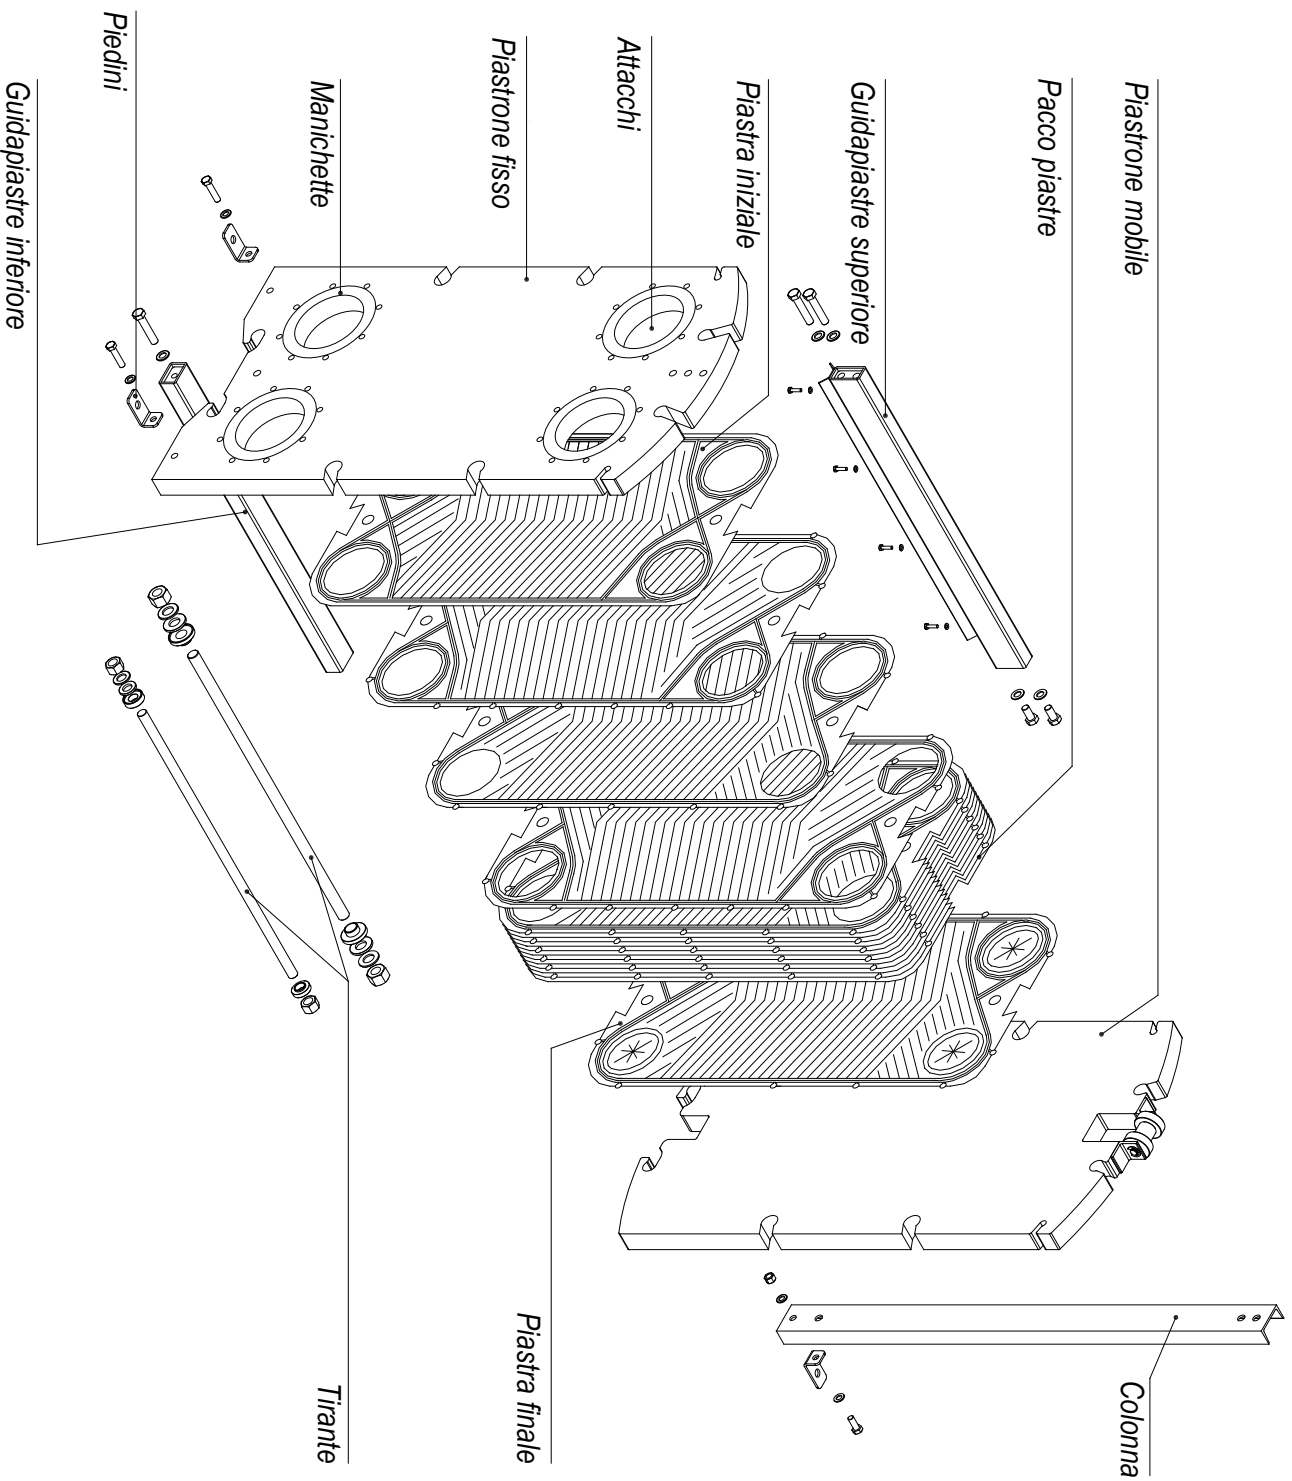 Piastrone mobile
Pacco piastre
Guidapiastre superiore
Piastra iniziale
Attacchi
Piastrone fisso
Manichette
Piedini
Guidapiastre inferiore
Colonna
Piastra finale
Tirante